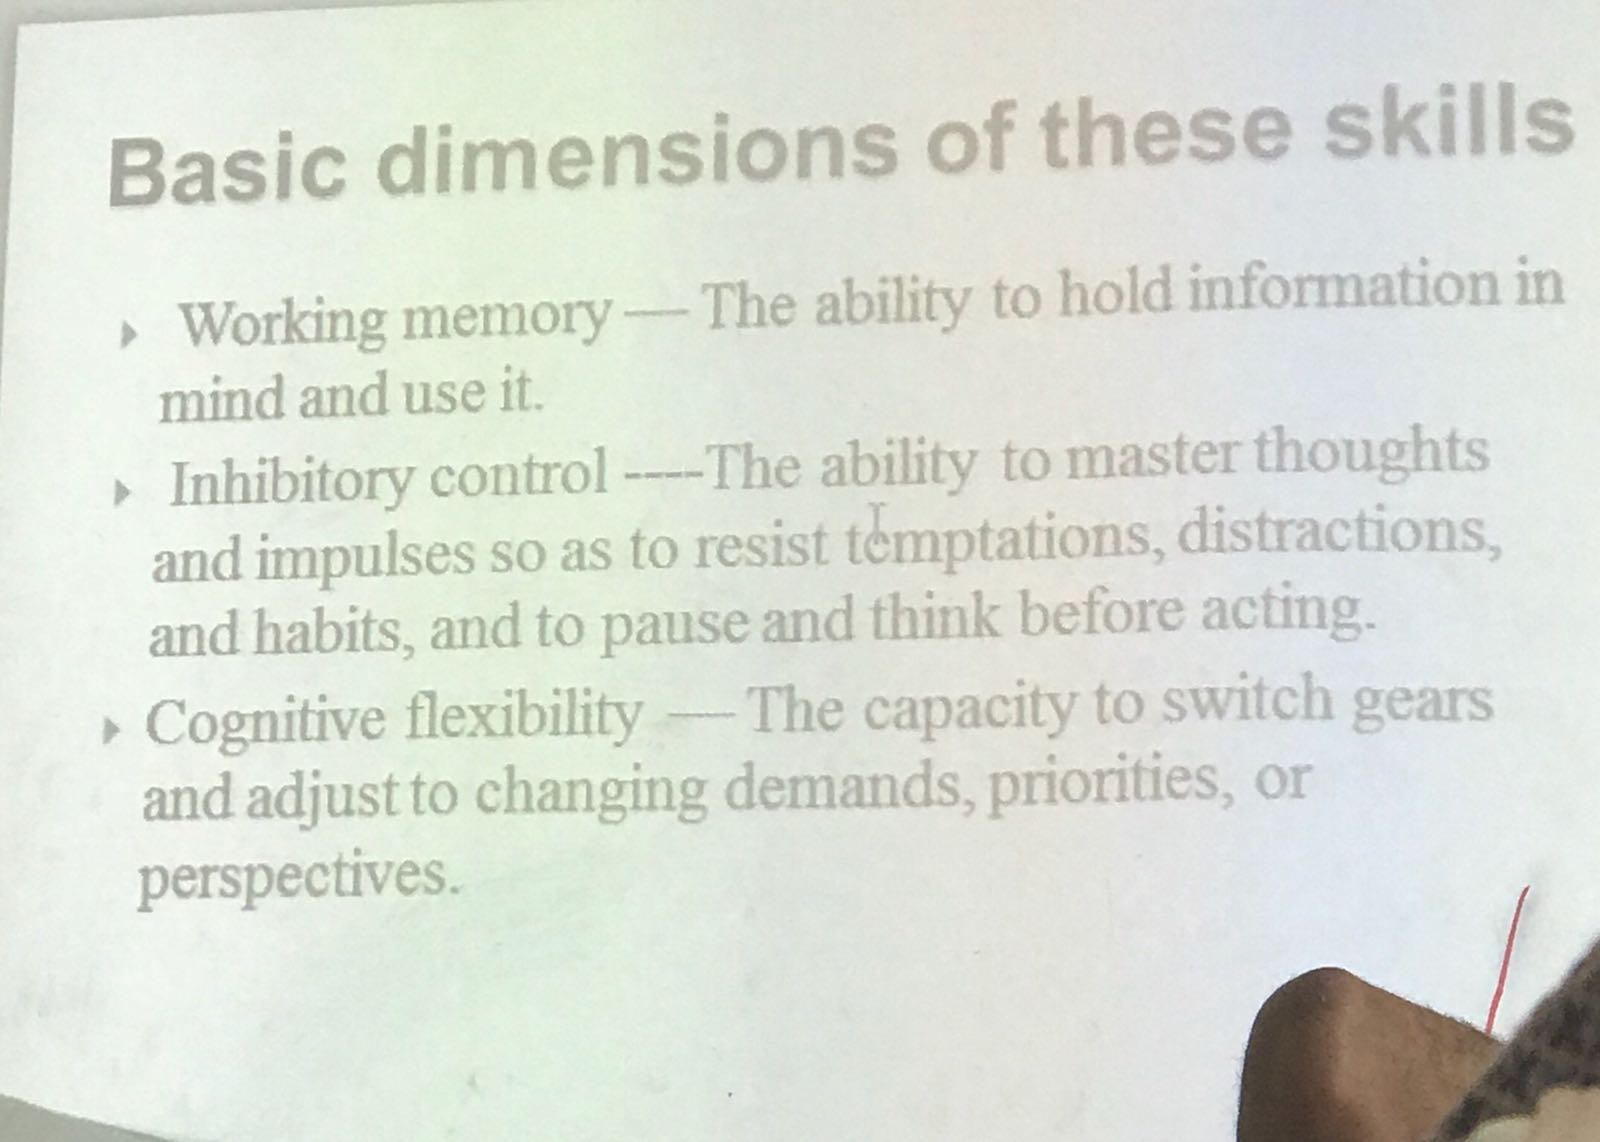 Basic dimensions of these skills
Working memory — The ability to hold information in
mind and use it.
Inhibitory control ----The ability to master thoughts
and impulses so as to resist temptations, distractions,
and habits, and to pause and think before acting.
Cognitive flexibility — The capacity to switch gears
and adjust to changing demands, priorities, or
perspectives.